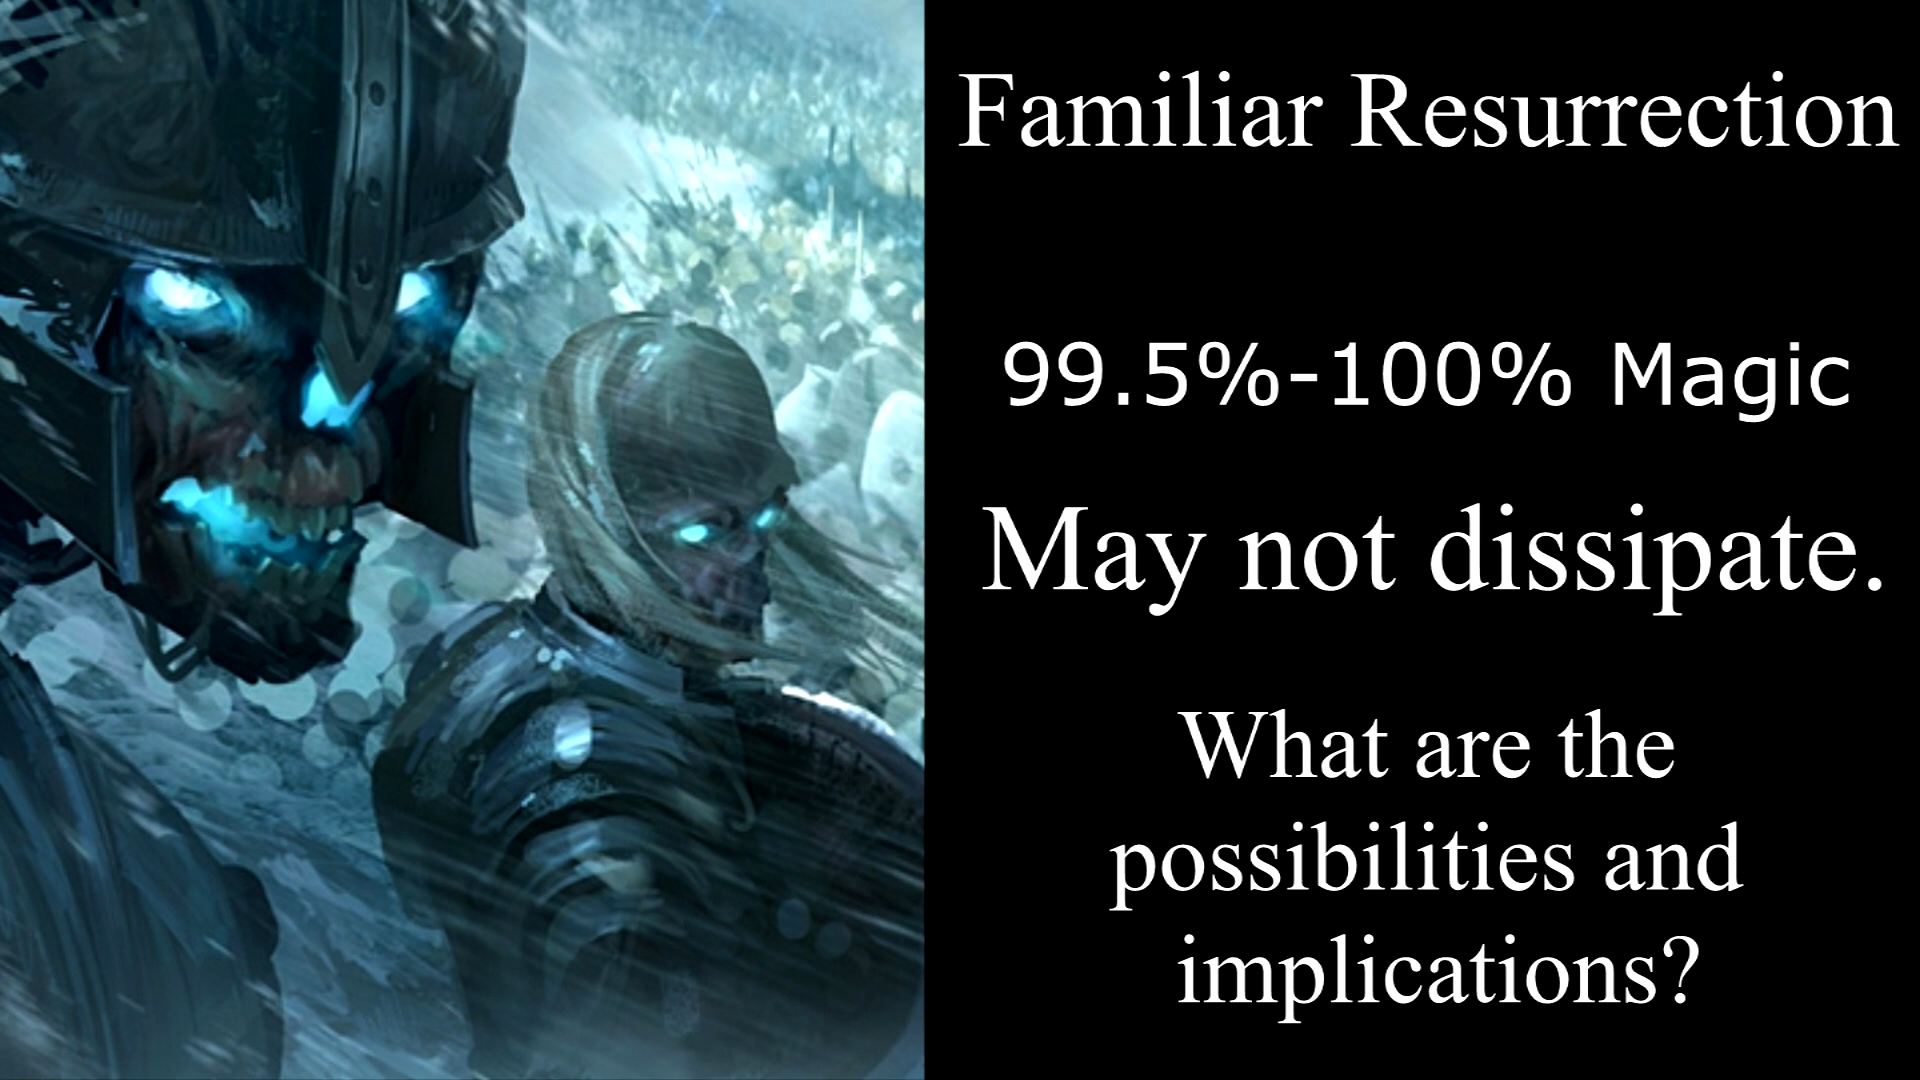 Familiar Resurrection
99.5%-100% Magic
May not dissipate.
What are the
possibilities and
implications?